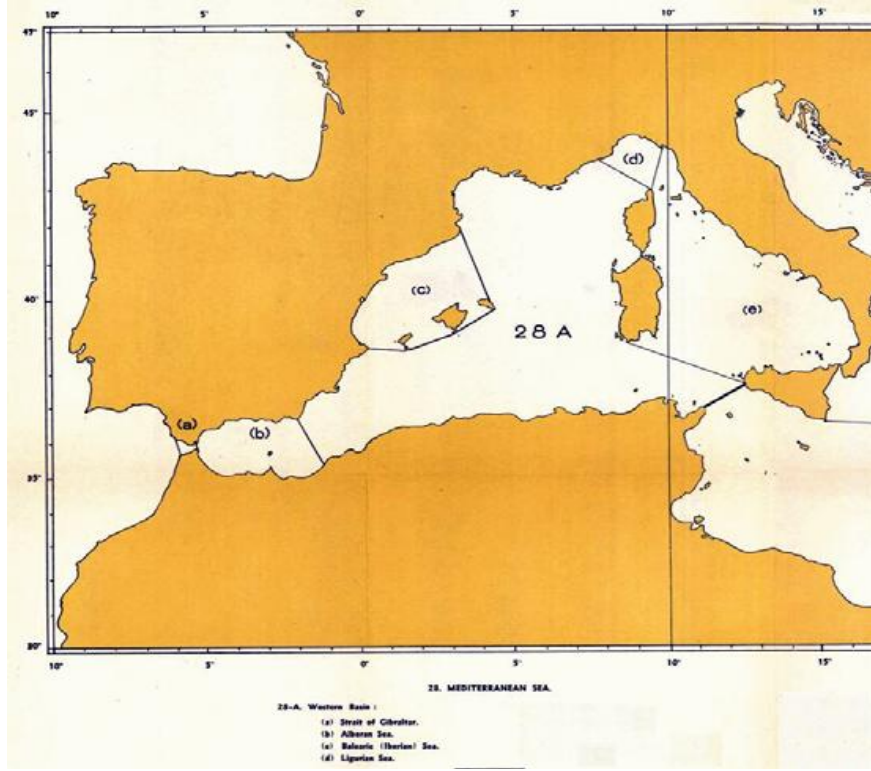 10° 5° 0° 5° 10° 15°
45°
(d)
(c)
40°
28 A
(e)
(a)
(b)
35°
30°
10° 5° 0° 5° 10° 15°
28. MEDITERRANEAN SEA.
28-A. Western Basin :
(a) Strait of Gibraltar.
(b) Alboran Sea.
(c) Balearic (Iberian) Sea.
(d) Ligurian Sea.